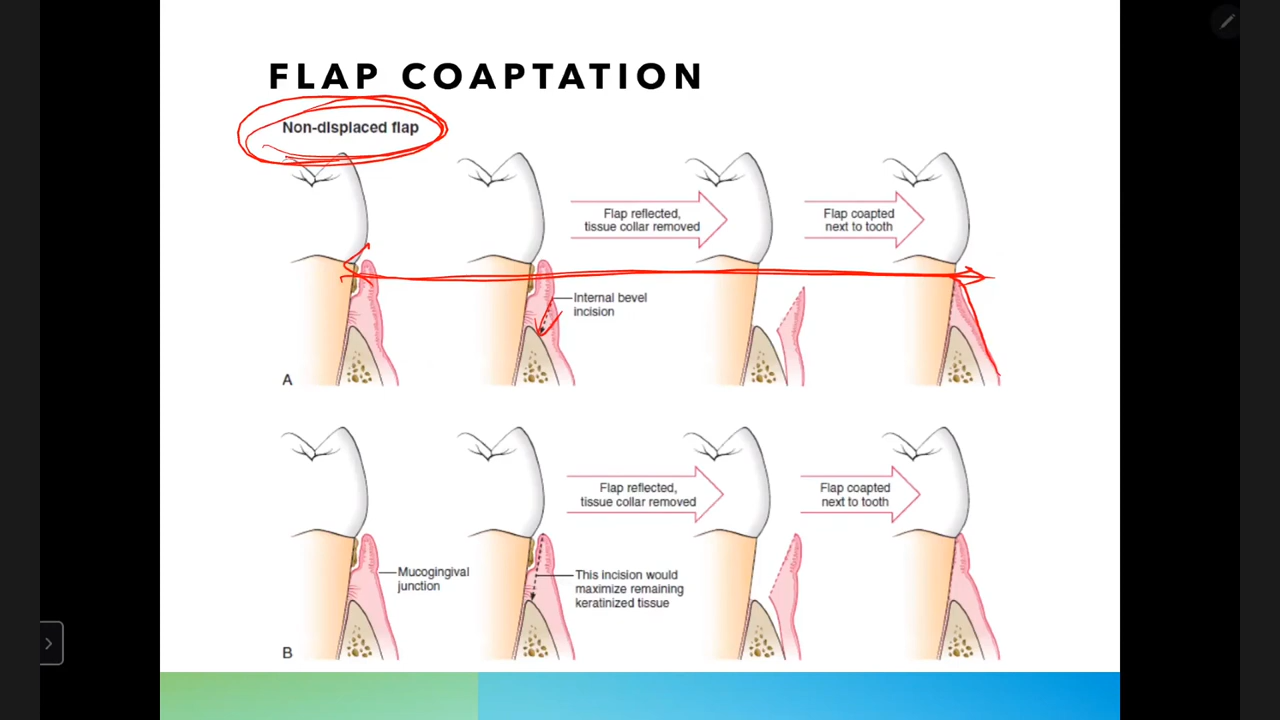 FLAP COAPTATION
Non-displaced flap
Flap reflected,
tissue collar removed
Flap coapted
next to tooth
Internal bevel
incision
A
Flap reflected,
tissue collar removed
Flap coapted
next to tooth
Mucogingival
junction
This incision would
maximize remaining
keratinized tissue
B